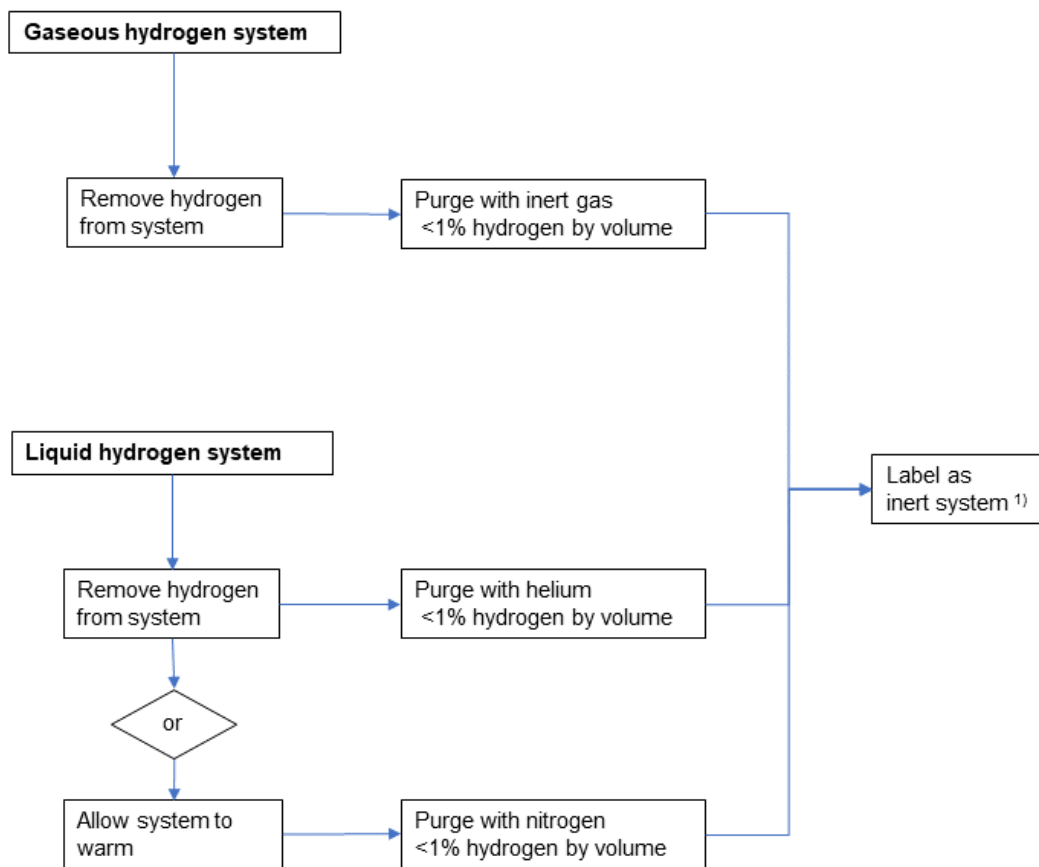 Gaseous hydrogen system
Remove hydrogen
from system
Purge with inert gas
<1% hydrogen by volume
Liquid hydrogen system
Label as
inert system 1)
Remove hydrogen
from system
Purge with helium
<1% hydrogen by volume
or
Allow system to
warm
Purge with nitrogen
<1% hydrogen by volume